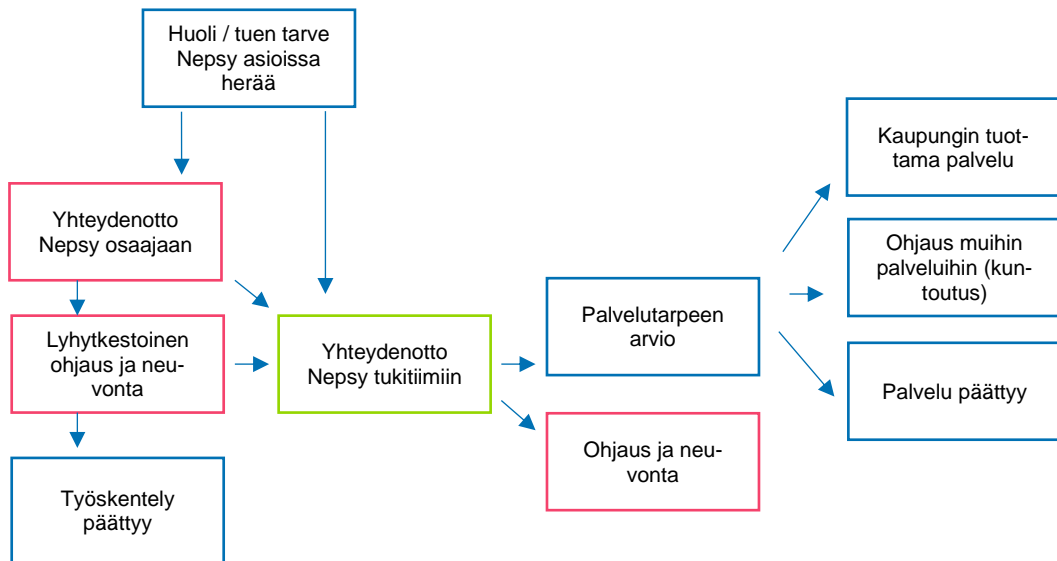 Huoli / tuen tarve
Nepsy asioissa
herää
Kaupungin tuot-
tama palvelu
Yhteydenotto
Nepsy osaajaan
Ohjaus muihin
palveluihin (kun-
toutus)
Lyhytkestoinen
ohjaus ja neu-
vonta
Yhteydenotto
Nepsy tukitiimiin
Palvelutarpeen
arvio
Palvelu päättyy
Ohjaus ja neu-
vonta
Työskentely
päättyy